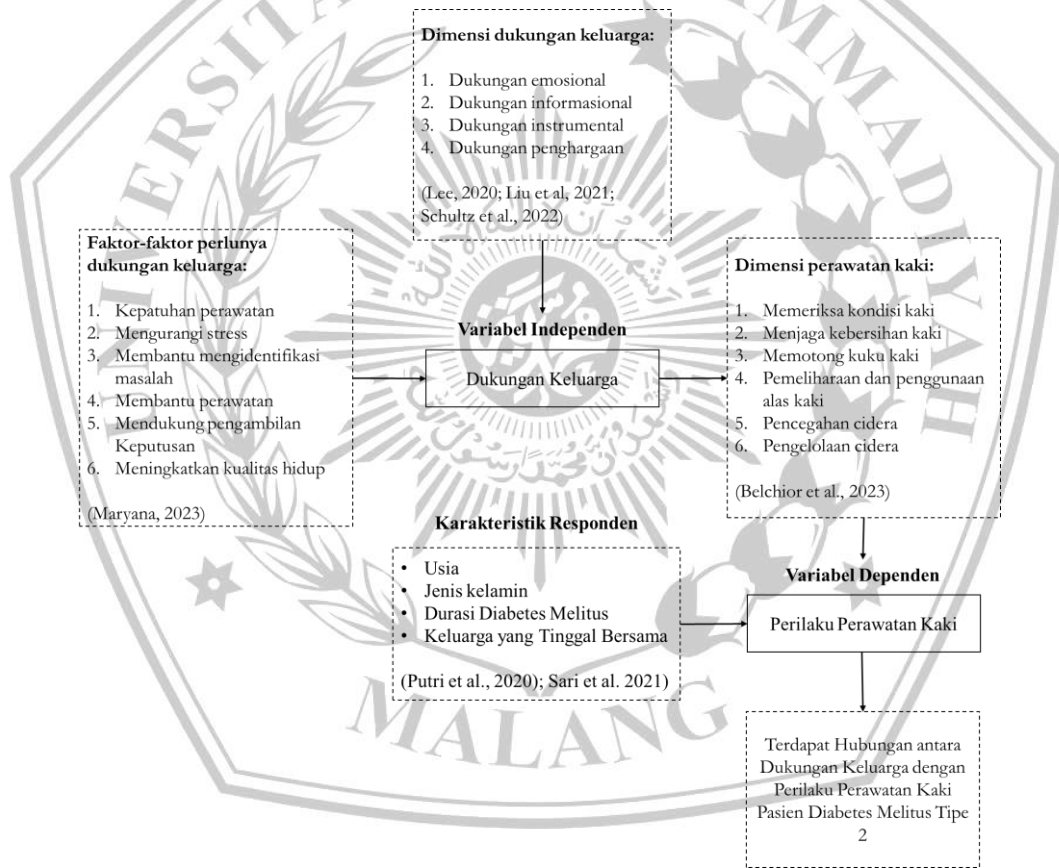 UNIVERSITAS MUHAMMADIYAH
Dimensi dukungan keluarga:
1. Dukungan emosional
2. Dukungan informasional
3. Dukungan instrumental
4. Dukungan penghargaan
(Lee, 2020; Liu et al, 2021;
Schultz et al., 2022)
Faktor-faktor perlunya
dukungan keluarga:
1. Kepatuhan perawatan
2. Mengurangi stress
3. Membantu mengidentifikasi
masalah
4. Membantu perawatan
5. Mendukung pengambilan
Keputusan
6. Meningkatkan kualitas hidup
(Maryana, 2023)
Variabel Independen
Dukungan Keluarga
Dimensi perawatan kaki:
1. Memeriksa kondisi kaki
2. Menjaga kebersihan kaki
3. Memotong kuku kaki
4. Pemeliharaan dan penggunaan
alas kaki
5. Pencegahan cidera
6. Pengelolaan cidera
(Belchior et al., 2023)
Karakteristik Responden
• Usia
• Jenis kelamin
• Durasi Diabetes Melitus
• Keluarga yang Tinggal Bersama
(Putri et al., 2020); Sari et al. 2021)
Variabel Dependen
Perilaku Perawatan Kaki
MALANG
Terdapat Hubungan antara
Dukungan Keluarga dengan
Perilaku Perawatan Kaki
Pasien Diabetes Melitus Tipe
2